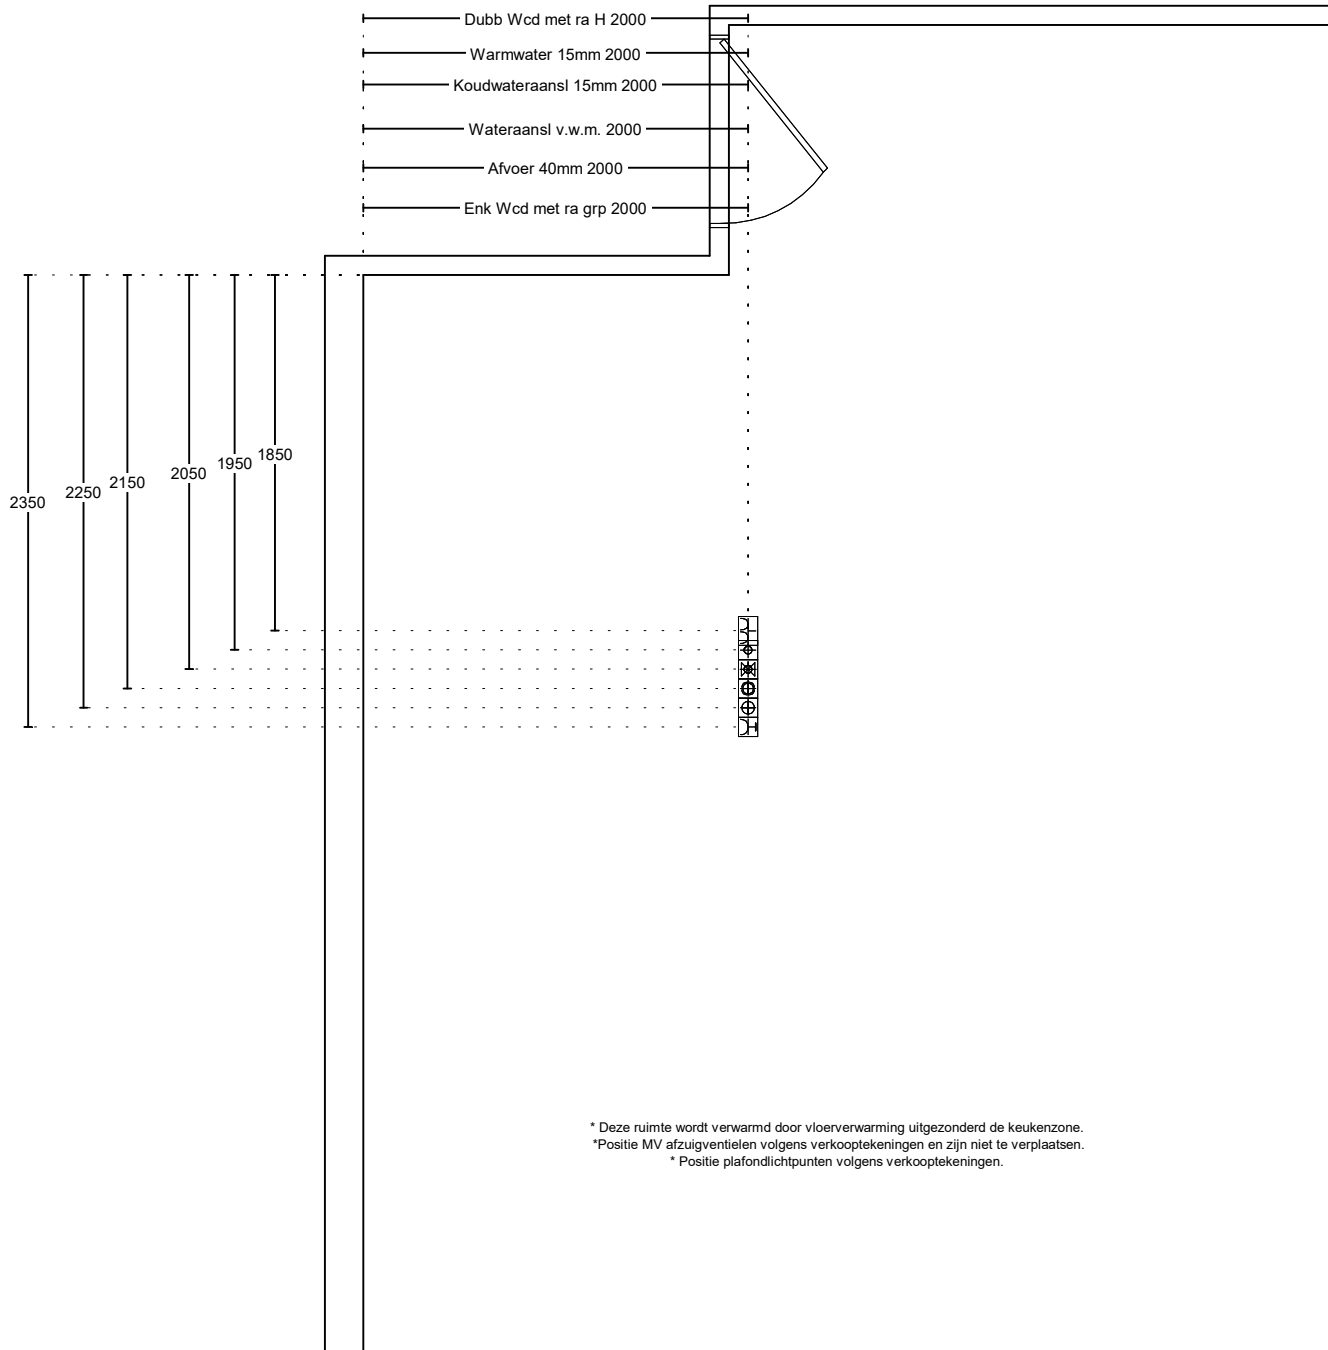 Dubb Wcd met ra H 2000
Warmwater 15mm 2000
Koudwateraansl 15mm 2000
Wateraansl v.w.m. 2000
Afvoer 40mm 2000
Enk Wcd met ra grp 2000
2350
2250
2150
2050
1950
1850
* Deze ruimte wordt verwarmd door vloerverwarming uitgezonderd de keukenzone.
*Positie MV afzuigventielen volgens verkooptekeningen en zijn niet te verplaatsen.
* Positie plafondlichtpunten volgens verkooptekeningen.